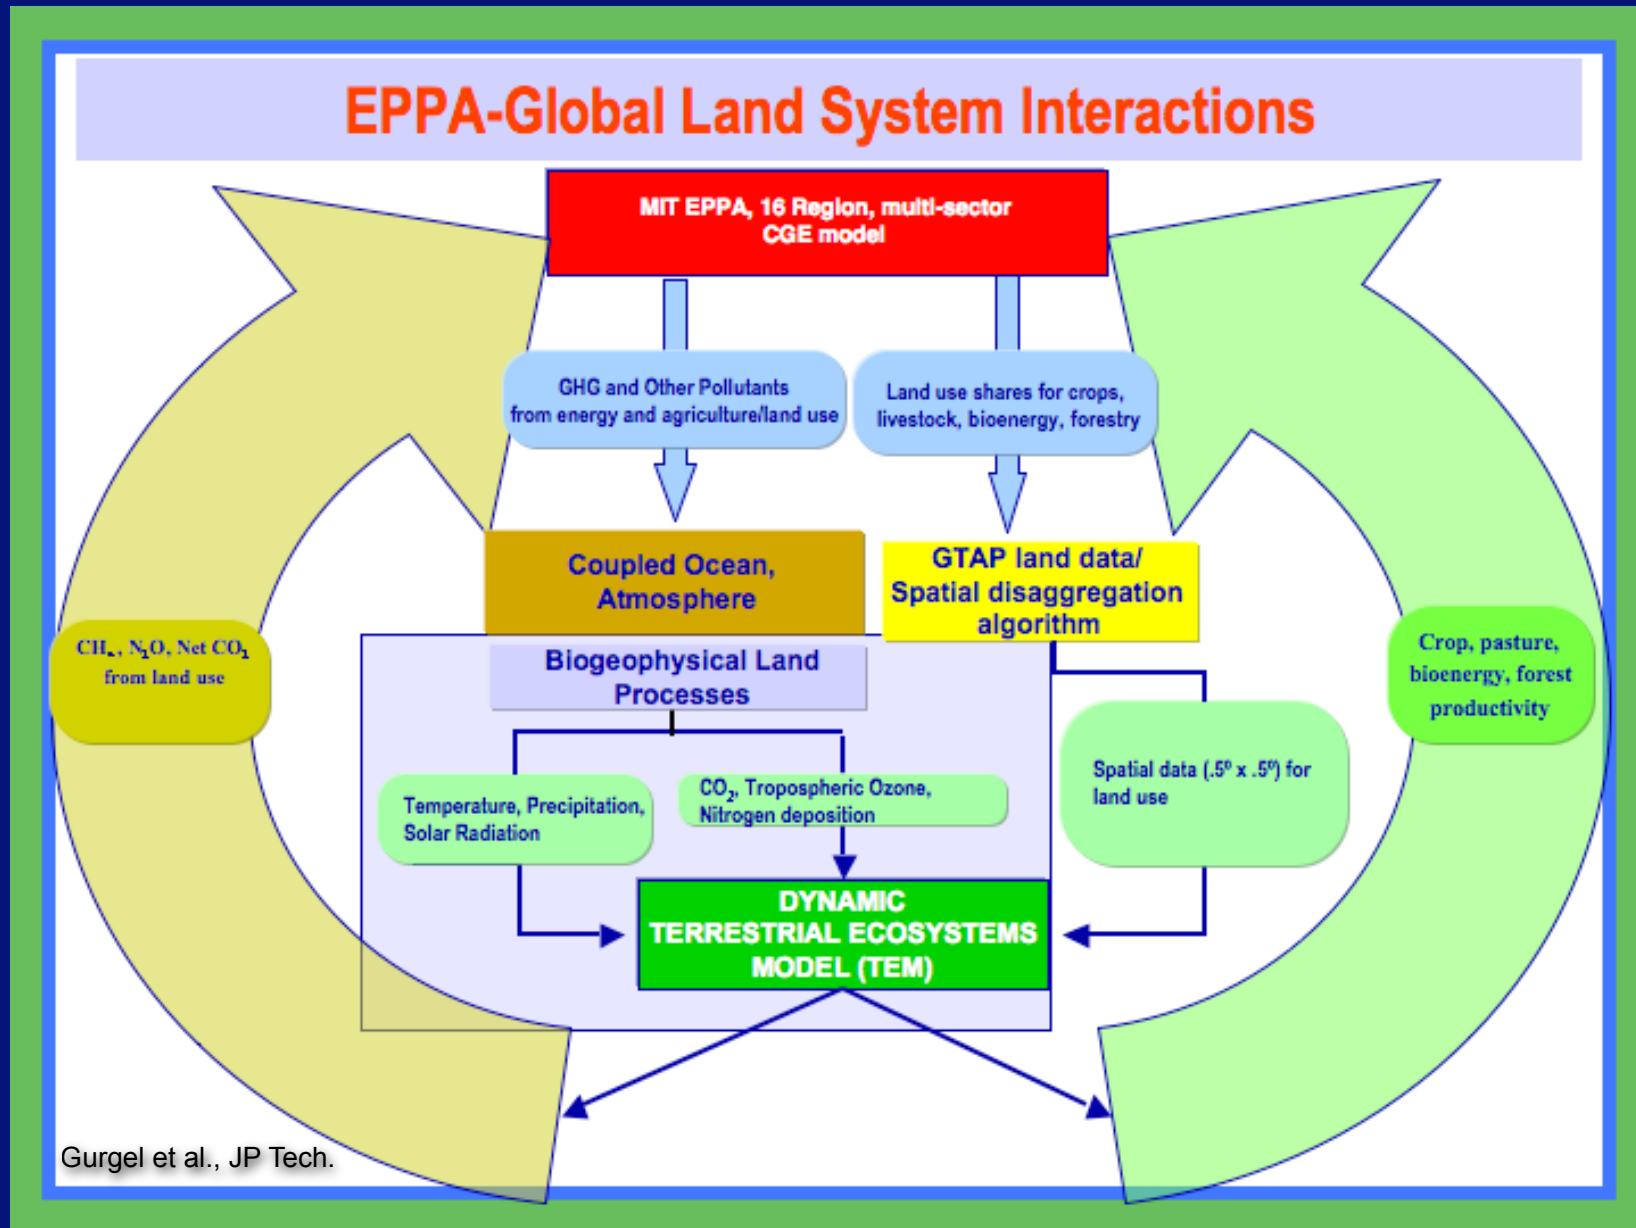 EPPA-Global Land System Interactions
MIT EPPA, 16 Region, multi-sector
CGE model
GHG and Other Pollutants
from energy and agriculture/land use
Land use shares for crops,
livestock, bioenergy, forestry
Coupled Ocean,
Atmosphere
GTAP land data/
Spatial disaggregation
algorithm
CH₄, N₂O, Net CO₂
from land use
Biogeophysical Land
Processes
Crop, pasture,
bioenergy, forest
productivity
Temperature, Precipitation,
Solar Radiation
CO₂, Tropospheric Ozone,
Nitrogen deposition
Spatial data (.5º x .5º) for
land use
DYNAMIC
TERRESTRIAL ECOSYSTEMS
MODEL (TEM)
Gurgel et al., JP Tech.